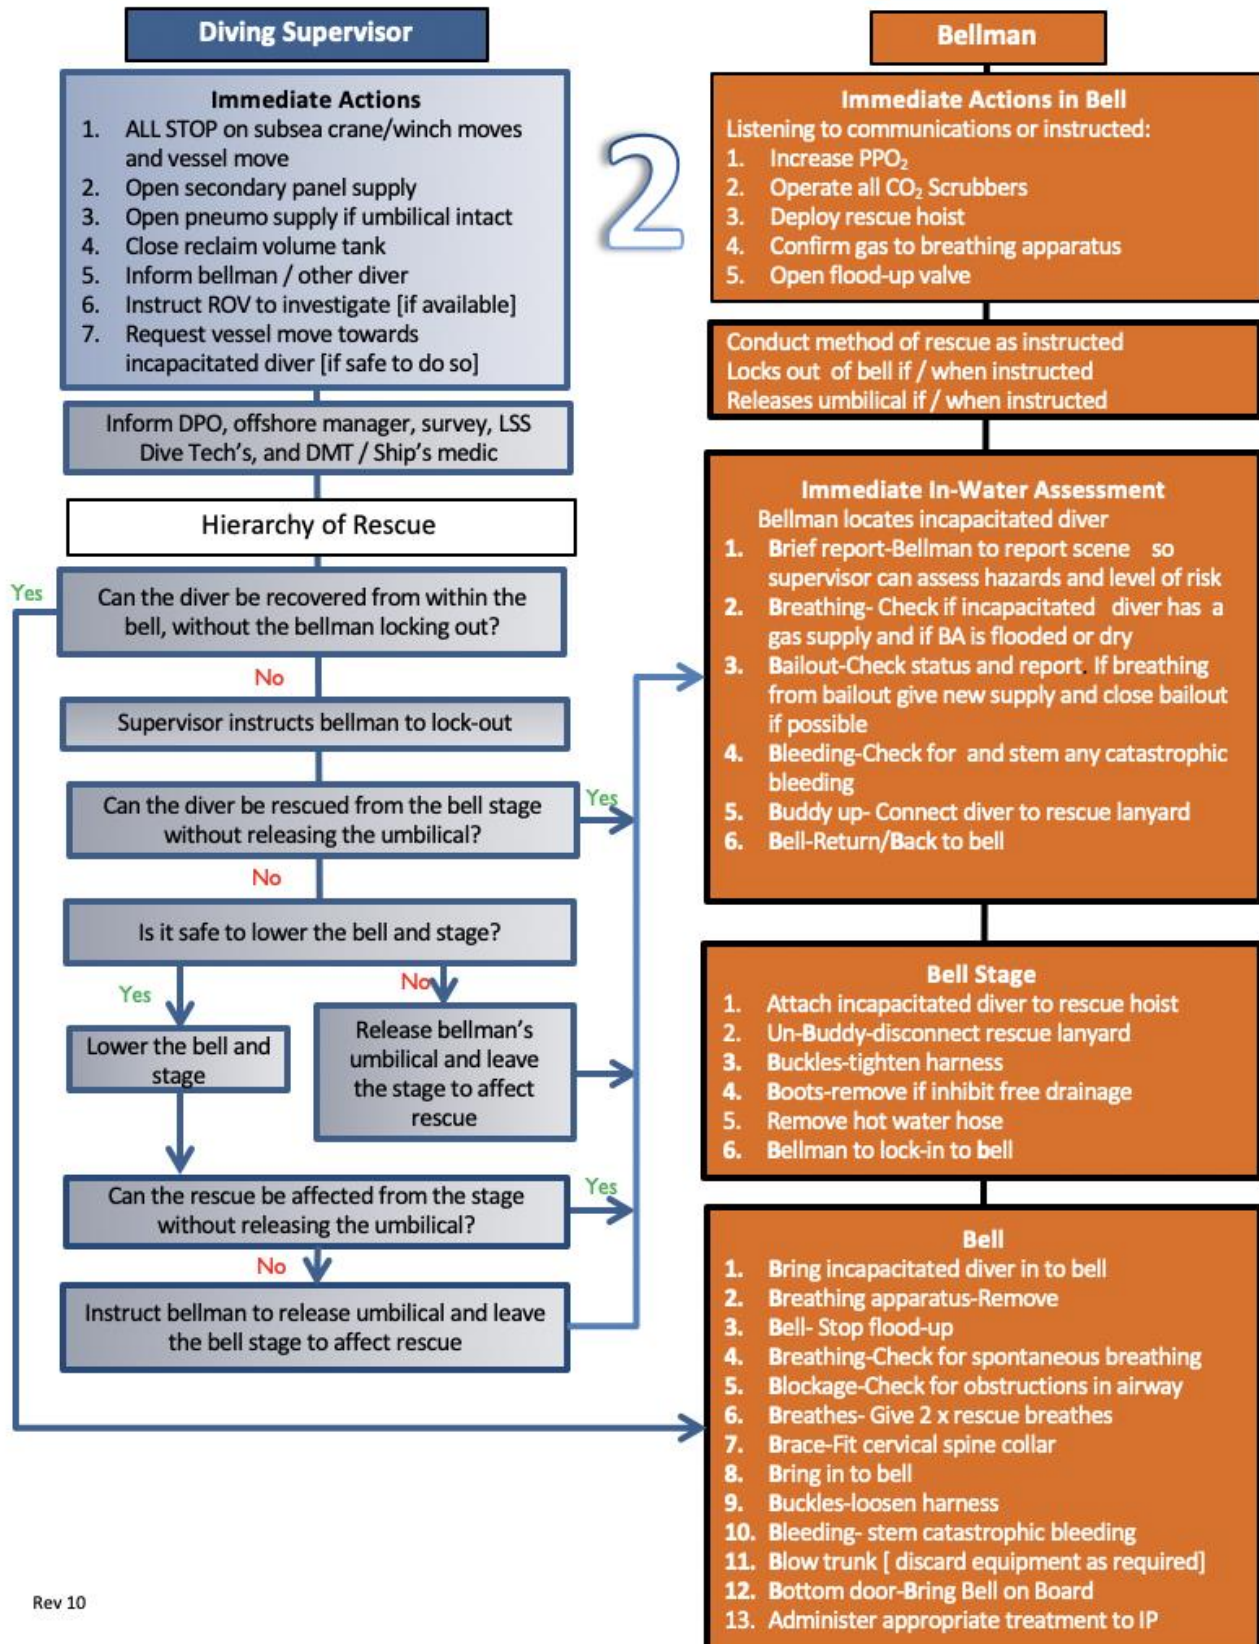 Diving Supervisor
Immediate Actions
1. ALL STOP on subsea crane/winch moves
and vessel move
2. Open secondary panel supply
3. Open pneumo supply if umbilical intact
4. Close reclaim volume tank
5. Inform bellman / other diver
6. Instruct ROV to investigate [if available]
7. Request vessel move towards
incapacitated diver [if safe to do so]
Inform DPO, offshore manager, survey, LSS
Dive Tech's, and DMT / Ship's medic
Hierarchy of Rescue
Yes
Can the diver be recovered from within the
bell, without the bellman locking out?
No
Supervisor instructs bellman to lock-out
Can the diver be rescued from the bell stage
without releasing the umbilical?
Yes
No
Is it safe to lower the bell and stage?
Yes
No
Lower the bell and
stage
Release bellman's
umbilical and leave
the stage to affect
rescue
Can the rescue be affected from the stage
without releasing the umbilical?
Yes
No
Instruct bellman to release umbilical and leave
the bell stage to affect rescue
2
Bellman
Immediate Actions in Bell
Listening to communications or instructed:
1. Increase PPO₂
2. Operate all CO₂ Scrubbers
3. Deploy rescue hoist
4. Confirm gas to breathing apparatus
5. Open flood-up valve
Conduct method of rescue as instructed
Locks out of bell if / when instructed
Releases umbilical if / when instructed
Immediate In-Water Assessment
Bellman locates incapacitated diver
1. Brief report-Bellman to report scene so
supervisor can assess hazards and level of risk
2. Breathing- Check if incapacitated diver has a
gas supply and if BA is flooded or dry
3. Bailout-Check status and report. If breathing
from bailout give new supply and close bailout
if possible
4. Bleeding-Check for and stem any catastrophic
bleeding
5. Buddy up- Connect diver to rescue lanyard
6. Bell-Return/Back to bell
Bell Stage
1. Attach incapacitated diver to rescue hoist
2. Un-Buddy-disconnect rescue lanyard
3. Buckles-tighten harness
4. Boots-remove if inhibit free drainage
5. Remove hot water hose
6. Bellman to lock-in to bell
Bell
1. Bring incapacitated diver in to bell
2. Breathing apparatus-Remove
3. Bell- Stop flood-up
4. Breathing-Check for spontaneous breathing
5. Blockage-Check for obstructions in airway
6. Breathes- Give 2 x rescue breathes
7. Brace-Fit cervical spine collar
8. Bring in to bell
9. Buckles-loosen harness
10. Bleeding- stem catastrophic bleeding
11. Blow trunk [ discard equipment as required]
12. Bottom door-Bring Bell on Board
13. Administer appropriate treatment to IP
Rev 10